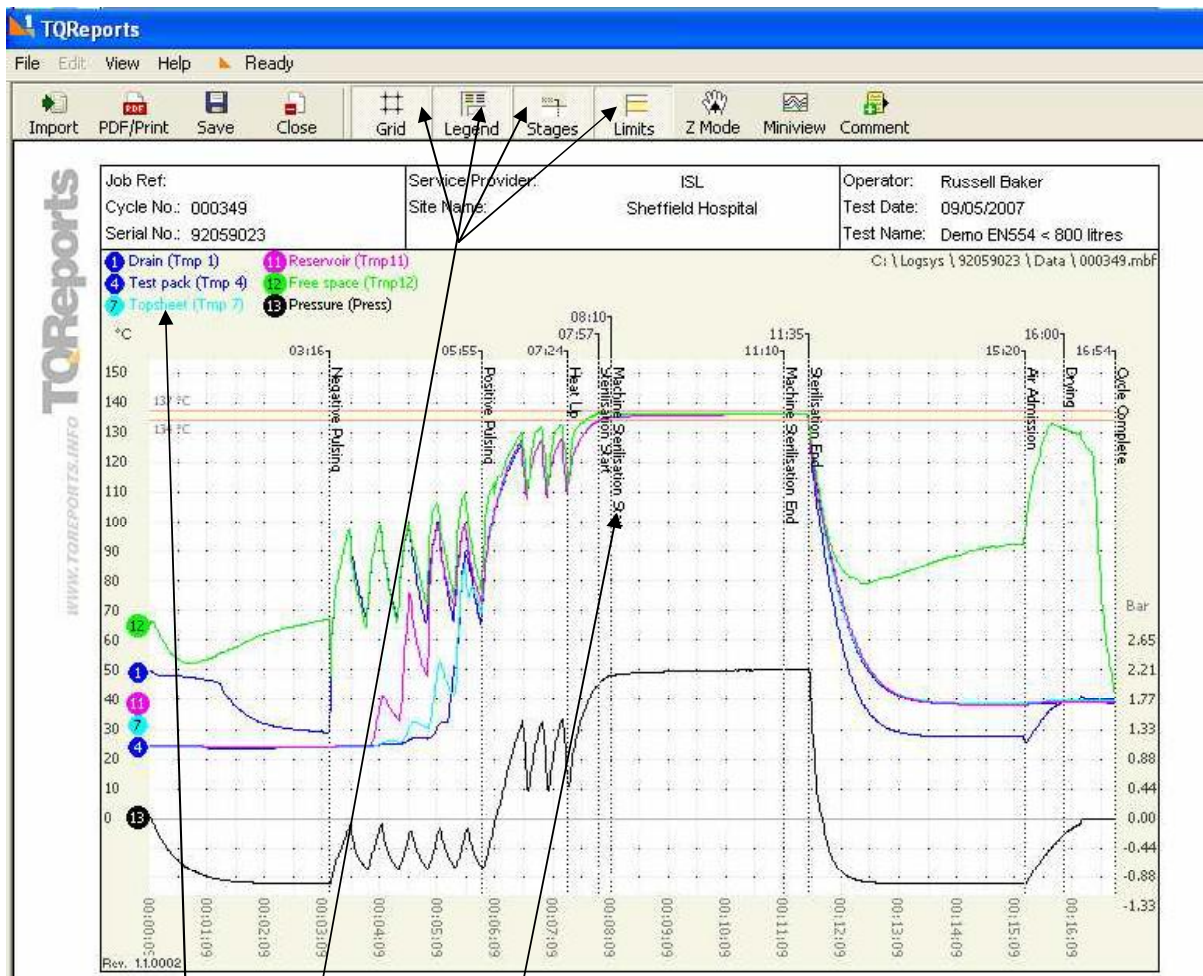 TQReports
File Edit View Help Ready
Import PDF/Print Save Close Grid Legend Stages Limits Z Mode Miniview Comment
TQReports
WWW.TQREPORTS.INFO
Job Ref:
Cycle No.: 000349
Serial No.: 92059023
Service Provider: ISL
Site Name: Sheffield Hospital
Operator: Russell Baker
Test Date: 09/05/2007
Test Name: Demo EN554 < 800 litres
1 Drain (Tmp 1) 11 Reservoir (Tmp11)
4 Test pack (Tmp 4) 12 Free space (Tmp12)
7 Topsheet (Tmp 7) 13 Pressure (Press)
C:\Logsys\92059023\Data\000349.mbf
°C
08:10
07:57 11:35 16:00
03:16 05:55 07:24 11:10 15:20 16:54
Negative Pulsing
Positive Pulsing
Heat Up
Sterilisation Start
Machine Sterilisation Star
Machine Sterilisation End
Sterilisation End
Air Admission
Drying
Cycle Complete
150
140
137 °C
134 °C
130
120
110
100
90
80
70
60
50
40
30
20
10
0
12
1
11
7
4
13
Bar
2.65
2.21
1.77
1.33
0.88
0.44
0.00
-0.44
-0.88
-1.33
00:00:09
00:01:09
00:02:09
00:03:09
00:04:09
00:05:09
00:06:09
00:07:09
00:08:09
00:09:09
00:10:09
00:11:09
00:12:09
00:13:09
00:14:09
00:15:09
00:16:09
Rev. 1.1.0002